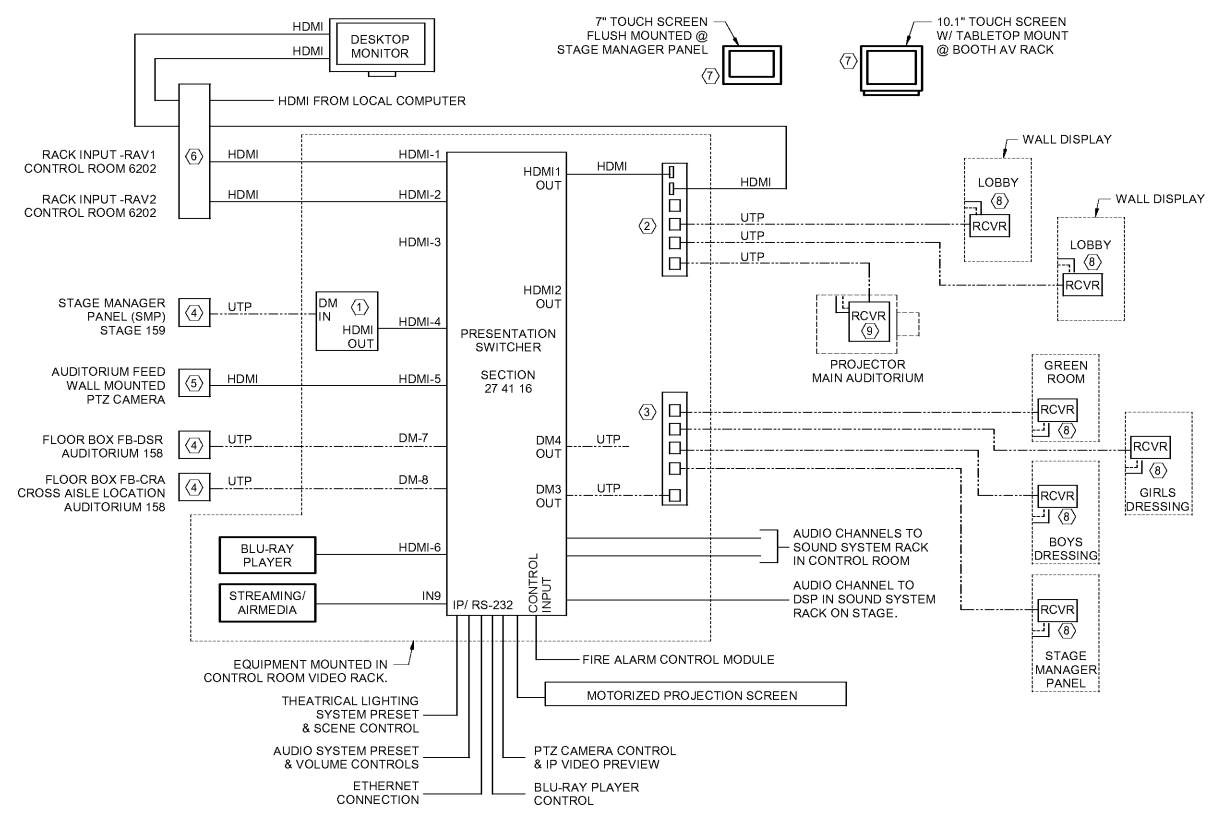 HDMI
HDMI
DESKTOP
MONITOR
7" TOUCH SCREEN
FLUSH MOUNTED @
STAGE MANAGER PANEL
7
10.1" TOUCH SCREEN
W/ TABLETOP MOUNT
@ BOOTH AV RACK
7
HDMI FROM LOCAL COMPUTER
RACK INPUT -RAV1
CONTROL ROOM 6202
6
HDMI
HDMI-1
RACK INPUT -RAV2
CONTROL ROOM 6202
HDMI
HDMI-2
HDMI-3
HDMI1
OUT
HDMI
HDMI
2
UTP
UTP
UTP
WALL DISPLAY
LOBBY
8
RCVR
WALL DISPLAY
LOBBY
8
RCVR
HDMI2
OUT
STAGE MANAGER
PANEL (SMP)
STAGE 159
4
UTP
DM
IN
1
HDMI
OUT
HDMI-4
PRESENTATION
SWITCHER
SECTION
27 41 16
RCVR
9
PROJECTOR
MAIN AUDITORIUM
AUDITORIUM FEED
WALL MOUNTED
PTZ CAMERA
5
HDMI
HDMI-5
3
GREEN
ROOM
RCVR
8
FLOOR BOX FB-DSR
AUDITORIUM 158
4
UTP
DM-7
DM4
OUT
UTP
RCVR
8
GIRLS
DRESSING
FLOOR BOX FB-CRA
CROSS AISLE LOCATION
AUDITORIUM 158
4
UTP
DM-8
DM3
OUT
UTP
RCVR
8
BOYS
DRESSING
BLU-RAY
PLAYER
HDMI-6
AUDIO CHANNELS TO
SOUND SYSTEM RACK
IN CONTROL ROOM
STREAMING/
AIRMEDIA
IN9
IP/ RS-232
CONTROL
INPUT
AUDIO CHANNEL TO
DSP IN SOUND SYSTEM
RACK ON STAGE.
RCVR
8
STAGE
MANAGER
PANEL
EQUIPMENT MOUNTED IN
CONTROL ROOM VIDEO RACK.
FIRE ALARM CONTROL MODULE
MOTORIZED PROJECTION SCREEN
THEATRICAL LIGHTING
SYSTEM PRESET
& SCENE CONTROL
AUDIO SYSTEM PRESET
& VOLUME CONTROLS
PTZ CAMERA CONTROL
& IP VIDEO PREVIEW
ETHERNET
CONNECTION
BLU-RAY PLAYER
CONTROL